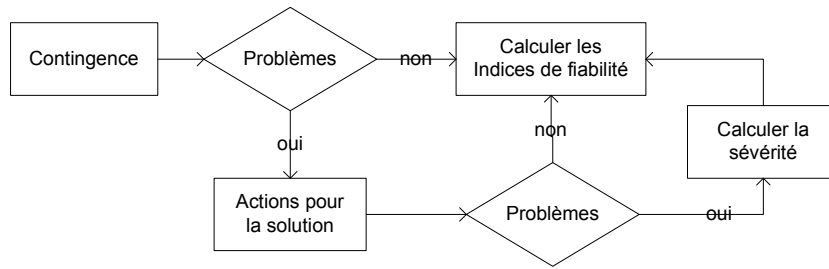 Contingence
Problèmes
non
Calculer les
Indices de fiabilité
oui
non
Calculer la
sévérité
Actions pour
la solution
Problèmes
oui